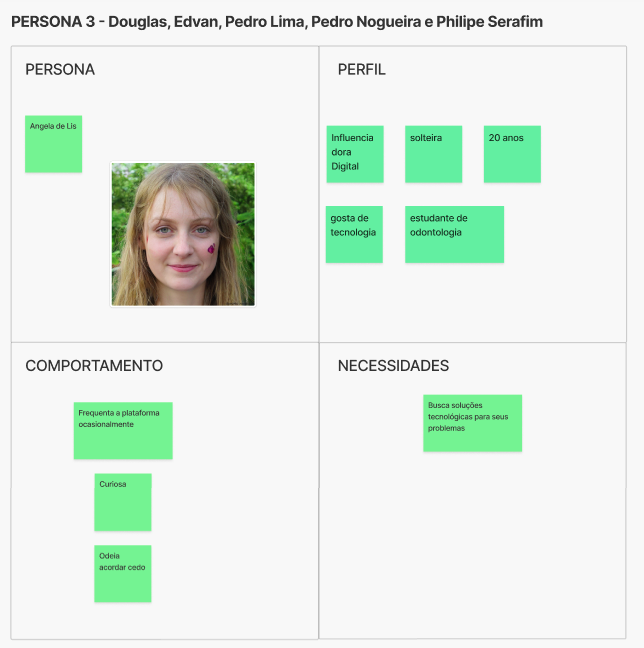 PERSONA 3 - Douglas, Edvan, Pedro Lima, Pedro Nogueira e Philipe Serafim
PERSONA
Angela de Lis
PERFIL
Influencia
dora
Digital
solteira
20 anos
gosta de
tecnologia
estudante de
odontologia
COMPORTAMENTO
Frequenta a plataforma
ocasionalmente
Curiosa
Odeia
acordar cedo
NECESSIDADES
Busca soluções
tecnológicas para seus
problemas